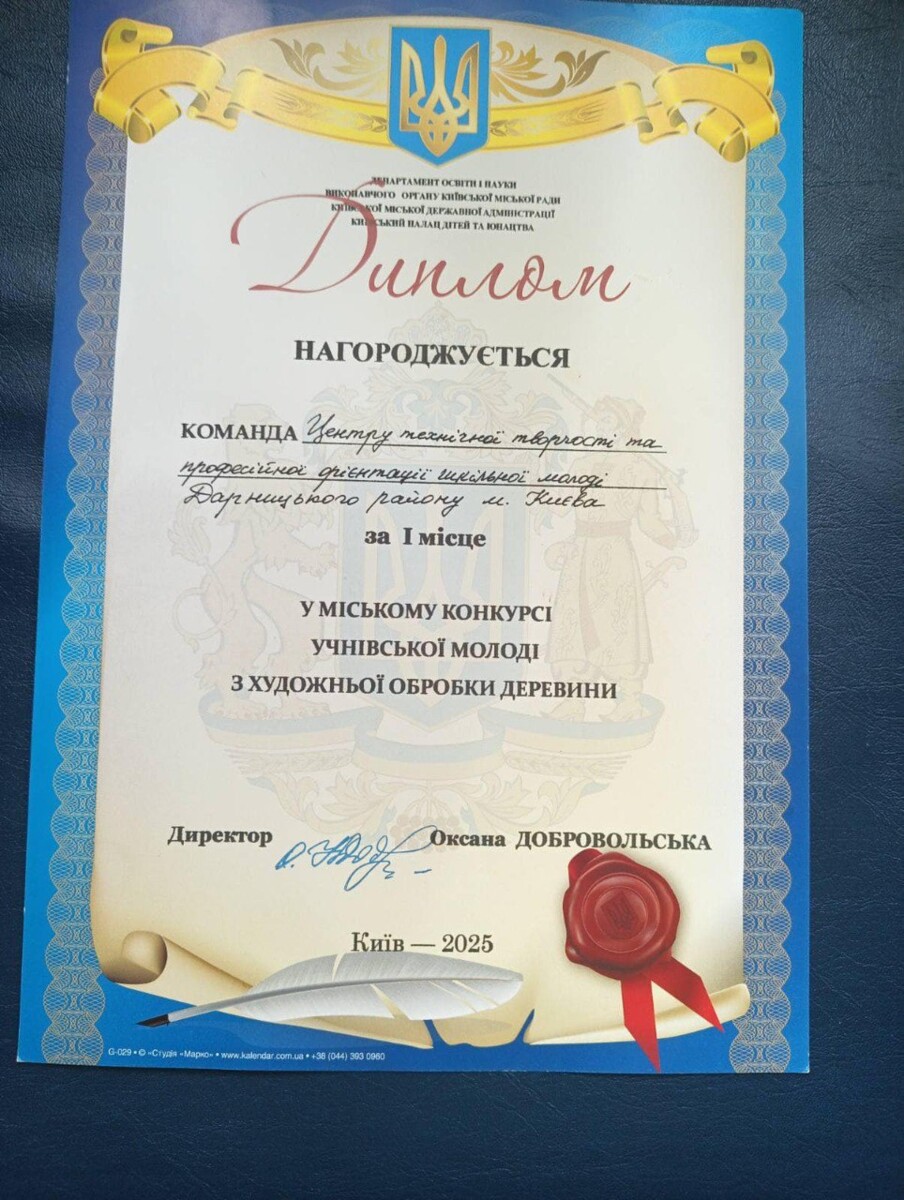 ДЕПАРТАМЕНТ ОСВІТИ І НАУКИ
ВИКОНАВЧОГО ОРГАНУ КИЇВСЬКОЇ МІСЬКОЇ РАДИ
КИЇВСЬКОЇ МІСЬКОЇ ДЕРЖАВНОЇ АДМІНІСТРАЦІЇ
КИЇВСЬКИЙ ПАЛАЦ ДІТЕЙ ТА ЮНАЦТВА
Диплом
НАГОРОДЖУЄТЬСЯ
КОМАНДА Центру технічної творчості та
професійної орієнтації шкільної молоді
Дарницького району м. Києва
за І місце
У МІСЬКОМУ КОНКУРСІ
УЧНІВСЬКОЇ МОЛОДІ
З ХУДОЖНЬОЇ ОБРОБКИ ДЕРЕВИНИ
Директор Оксана ДОБРОВОЛЬСЬКА
Київ — 2025
G-029 • © «Студія «Марко» • www.kalendar.com.ua • +38 (044) 393 0960